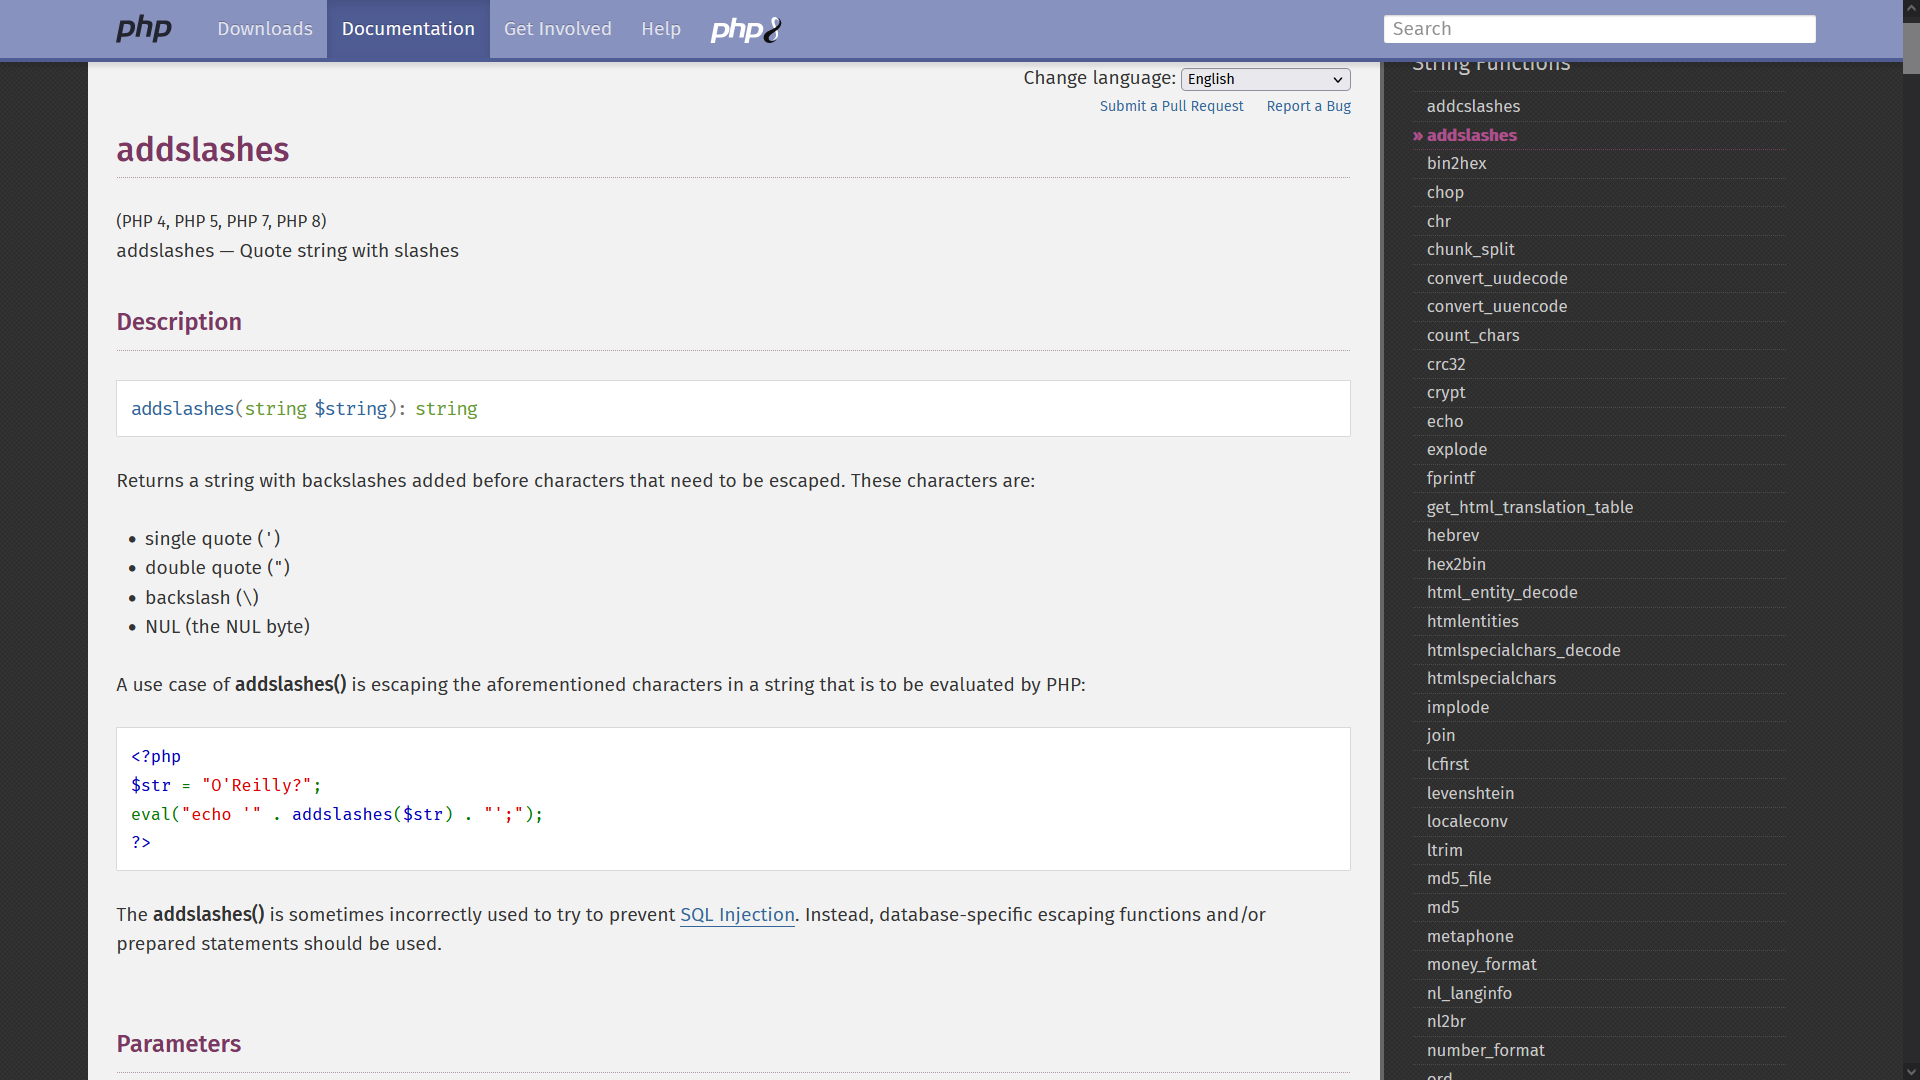 php
Downloads
Documentation
Get Involved
Help
php8
Search
Change language: English
Submit a Pull Request
Report a Bug
addslashes
(PHP 4, PHP 5, PHP 7, PHP 8)
addslashes — Quote string with slashes
Description
addslashes(string $string): string
Returns a string with backslashes added before characters that need to be escaped. These characters are:
• single quote (')
• double quote (")
• backslash (\)
• NUL (the NUL byte)
A use case of addslashes() is escaping the aforementioned characters in a string that is to be evaluated by PHP:
<?php
$str = "O'Reilly?";
eval("echo '" . addslashes($str) . "';");
?>
The addslashes() is sometimes incorrectly used to try to prevent SQL Injection. Instead, database-specific escaping functions and/or
prepared statements should be used.
Parameters
String Functions
addcslashes
» addslashes
bin2hex
chop
chr
chunk_split
convert_uudecode
convert_uuencode
count_chars
crc32
crypt
echo
explode
fprintf
get_html_translation_table
hebrev
hex2bin
html_entity_decode
htmlentities
htmlspecialchars_decode
htmlspecialchars
implode
join
lcfirst
levenshtein
localeconv
ltrim
md5_file
md5
metaphone
money_format
nl_langinfo
nl2br
number_format
ord